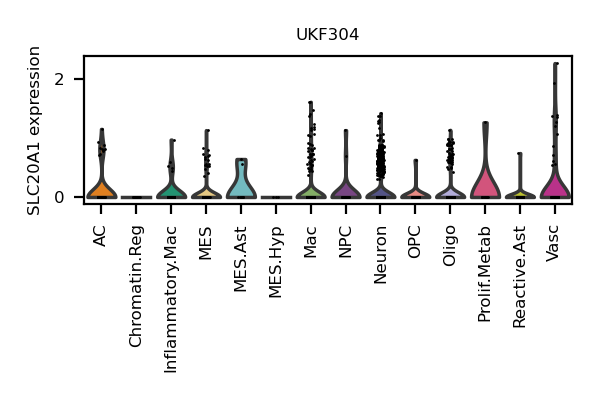 UKF304
SLC20A1 expression
2
0
AC
Chromatin.Reg
Inflammatory.Mac
MES
MES.Ast
MES.Hyp
Mac
NPC
Neuron
OPC
Oligo
Prolif.Metab
Reactive.Ast
Vasc